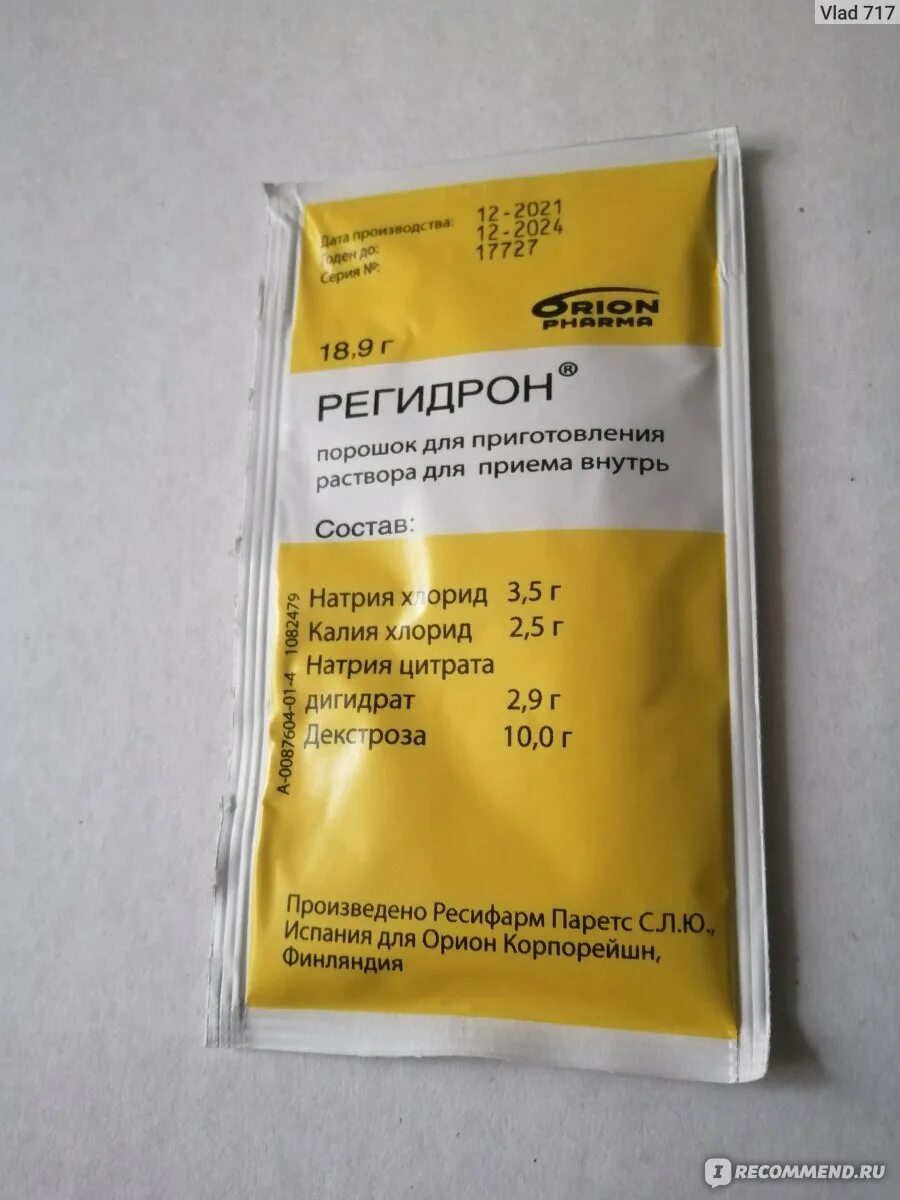 Vlad 717
Дата производства: 12-2021
Годен до: 12-2024
Серия №: 17727
ORION
PHARMA
18,9 г
РЕГИДРОН®
порошок для приготовления
раствора для приема внутрь
Состав:
Натрия хлорид 3,5 г
Калия хлорид 2,5 г
Натрия цитрата
дигидрат 2,9 г
Декстроза 10,0 г
А-0087604-01-4 1082479
Произведено Ресифарм Паретс С.Л.Ю.,
Испания для Орион Корпорейшн,
Финляндия
IRECOMMEND.RU